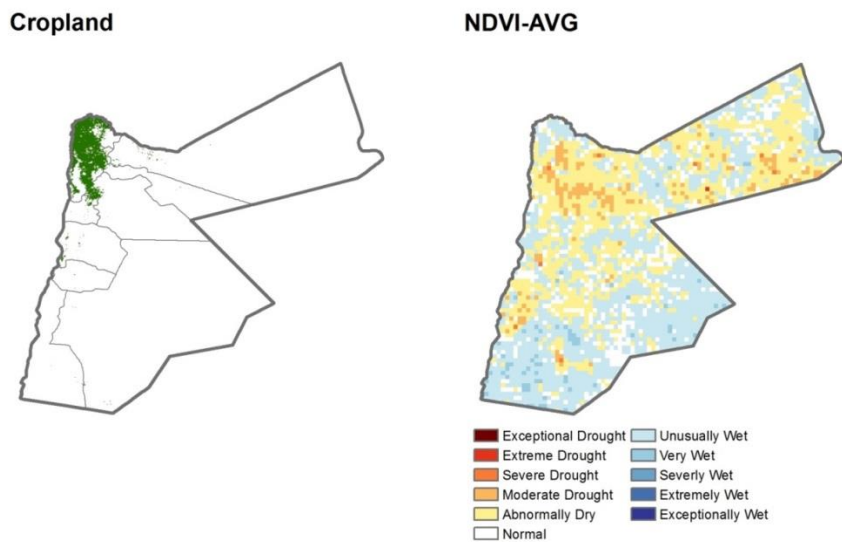 Cropland
NDVI-AVG
Exceptional Drought
Unusually Wet
Extreme Drought
Very Wet
Severe Drought
Severly Wet
Moderate Drought
Extremely Wet
Abnormally Dry
Exceptionally Wet
Normal